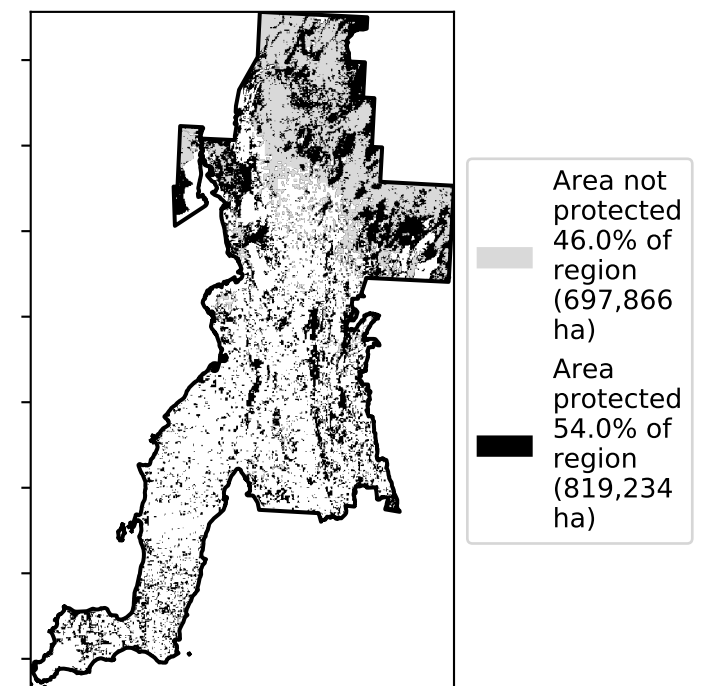 Area not
protected
46.0% of
region
(697,866
ha)
Area
protected
54.0% of
region
(819,234
ha)